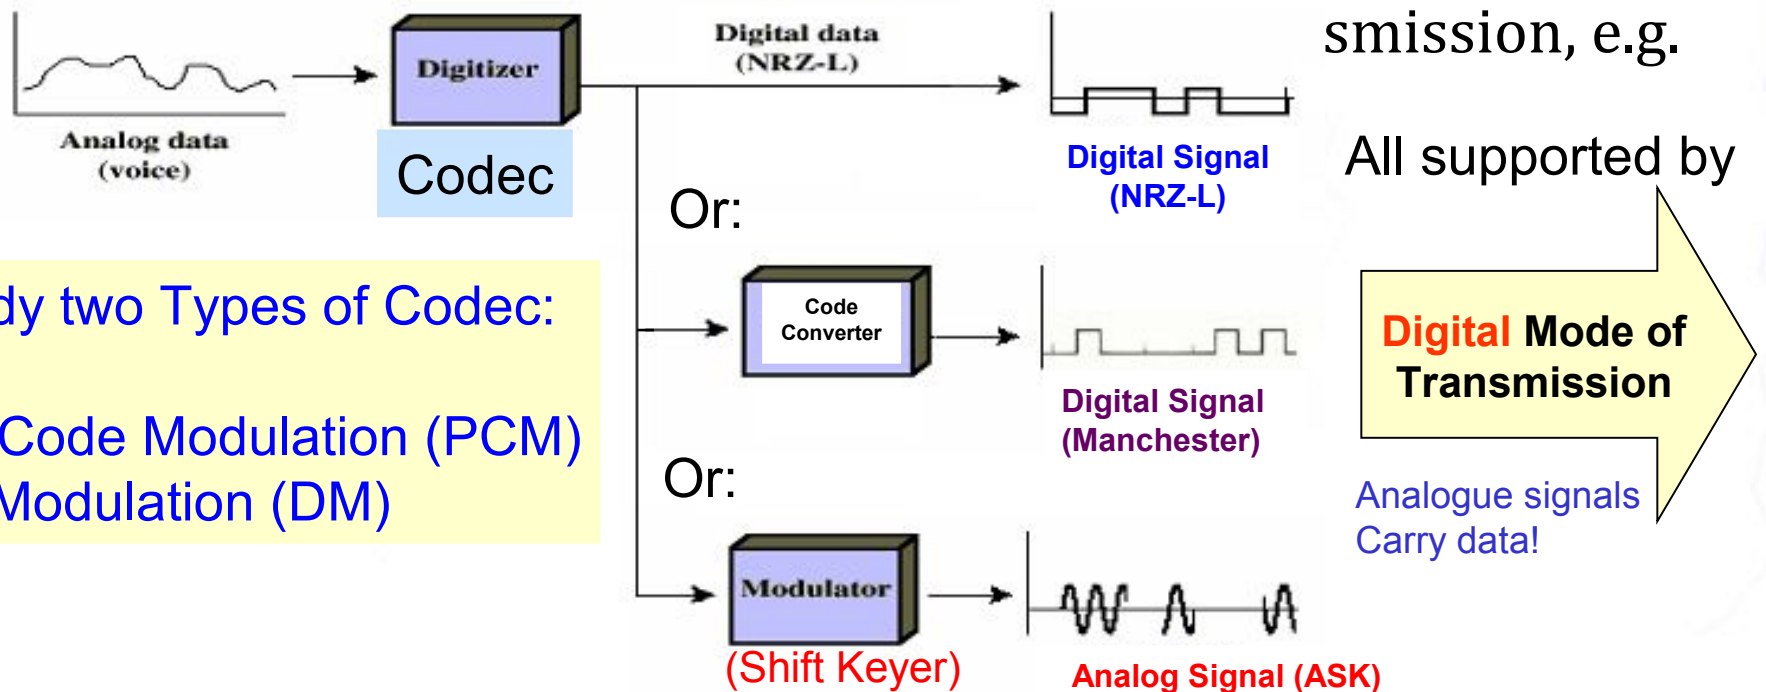 smission, e.g.
Digital data
(NRZ-L)
Digitizer
Analog data
(voice)
Codec
Digital Signal
(NRZ-L)
All supported by
Or:
dy two Types of Codec:
Code Modulation (PCM)
Modulation (DM)
Code
Converter
Digital Signal
(Manchester)
Digital Mode of
Transmission
Or:
Analogue signals
Carry data!
Modulator
(Shift Keyer)
Analog Signal (ASK)